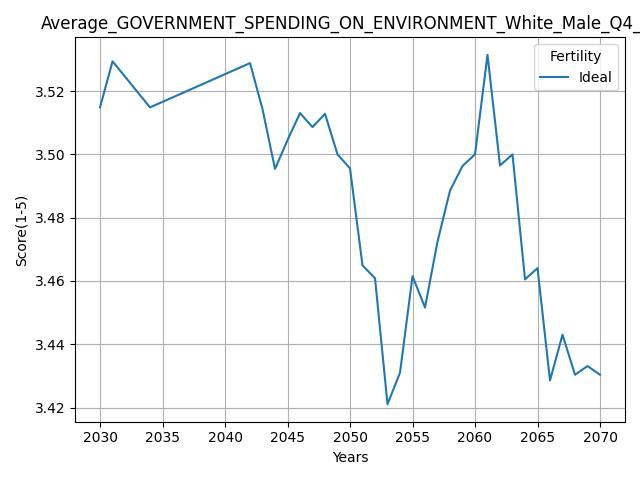 Average_GOVERNMENT_SPENDING_ON_ENVIRONMENT_White_Male_Q4_
Fertility
Ideal
3.52
3.50
3.48
3.46
3.44
3.42
Score(1-5)
2030 2035 2040 2045 2050 2055 2060 2065 2070
Years